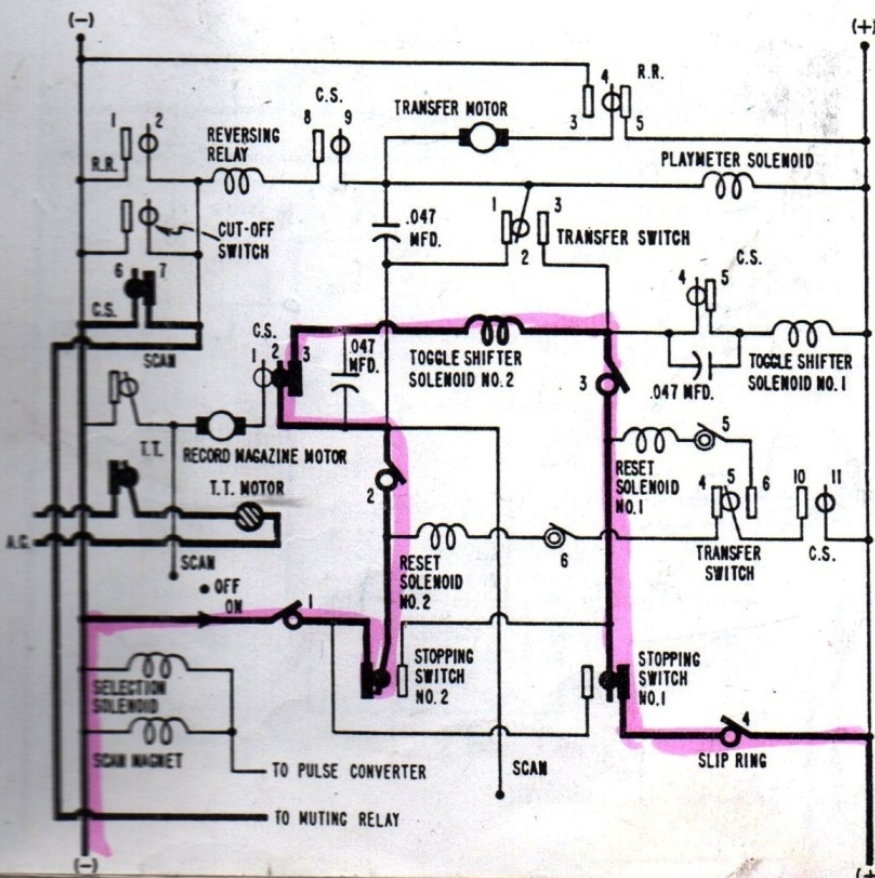 (−)
(+)
4 R.R.
C.S.
TRANSFER MOTOR
3 5
1 2
REVERSING
RELAY
8 9
PLAYMETER SOLENOID
R.R.
.047
MFD.
1 3
TRANSFER SWITCH
2
CUT-OFF
SWITCH
C.S.
4 5
6 7
C.S.
C.S.
1 2 3
SCAN
.047
MFD.
TOGGLE SHIFTER
SOLENOID NO.2
3
.047 MFD.
TOGGLE SHIFTER
SOLENOID NO.1
T.T.
RECORD MAGAZINE MOTOR
5
RESET
SOLENOID
NO.1
T.T. MOTOR
2
4 5 6
10 11
A.C.
TRANSFER
SWITCH
C.S.
SCAN
RESET
SOLENOID
NO.2
6
OFF
ON
1
STOPPING
SWITCH
NO.2
STOPPING
SWITCH
NO.1
SELECTION
SOLENOID
4
SLIP RING
SCAN MAGNET
TO PULSE CONVERTER
SCAN
TO MUTING RELAY
(−)
(+)